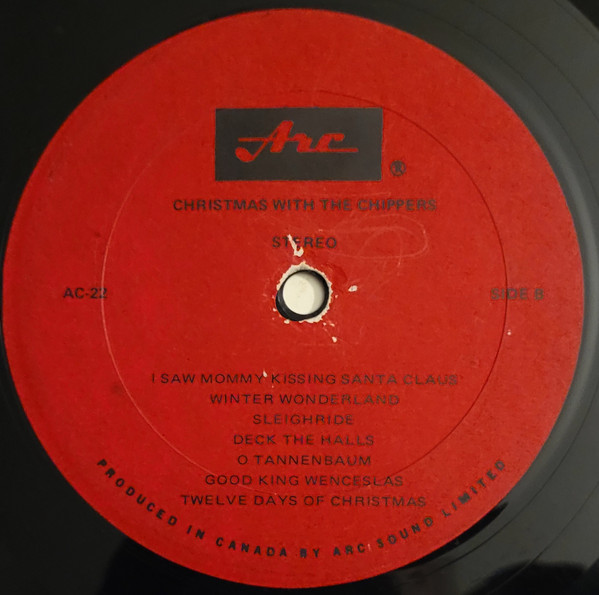 Arc
®
CHRISTMAS WITH THE CHIPPERS
STEREO
AC-22
SIDE B
I SAW MOMMY KISSING SANTA CLAUS
WINTER WONDERLAND
SLEIGHRIDE
DECK THE HALLS
O TANNENBAUM
GOOD KING WENCESLAS
TWELVE DAYS OF CHRISTMAS
PRODUCED IN CANADA BY ARC SOUND LIMITED